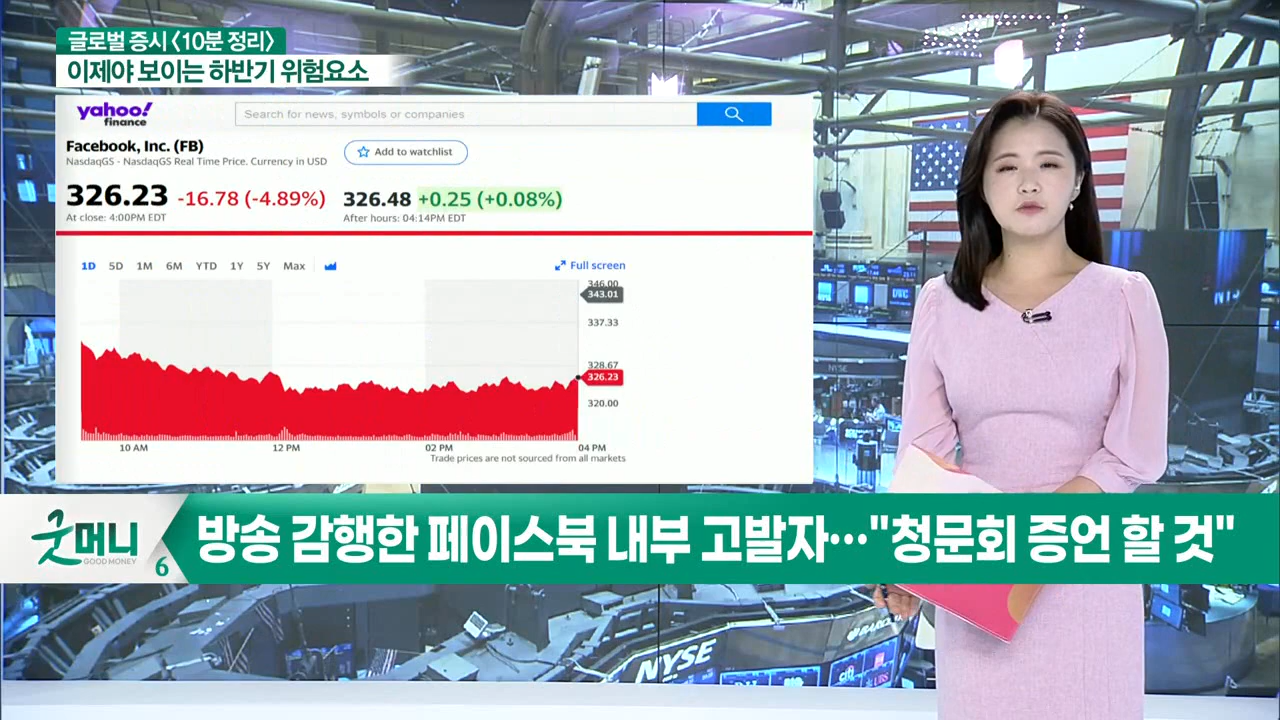 글로벌 증시 <10분 정리>
이제야 보이는 하반기 위험요소
yahoo!
finance
Search for news, symbols or companies
Facebook, Inc. (FB)
NasdaqGS - NasdaqGS Real Time Price. Currency in USD
Add to watchlist
326.23 -16.78 (-4.89%)
At close: 4:00PM EDT
326.48 +0.25 (+0.08%)
After hours: 04:14PM EDT
1D 5D 1M 6M YTD 1Y 5Y Max
Full screen
346.00
343.01
337.33
328.67
326.23
320.00
10 AM 12 PM 02 PM 04 PM
Trade prices are not sourced from all markets
굿머니
GOOD MONEY
6
방송 감행한 페이스북 내부 고발자…"청문회 증언 할 것"
NYSE
BARCLAYS
citi
UBS